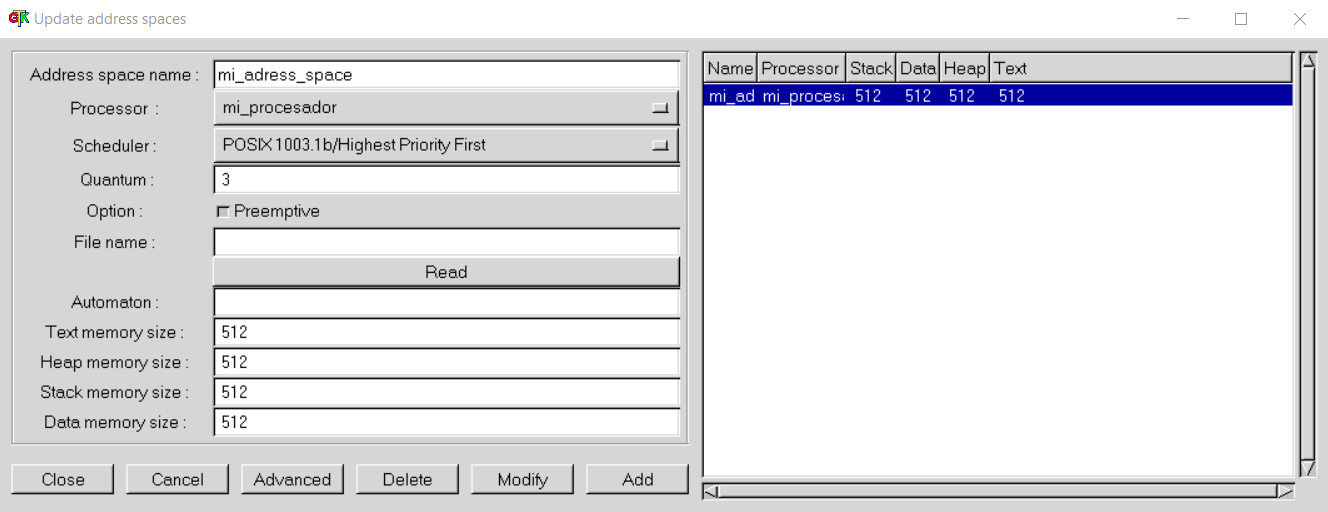 Update address spaces
Address space name : mi_adress_space
Processor : mi_procesador
Scheduler : POSIX 1003.1b/Highest Priority First
Quantum : 3
Option : Preemptive
File name :
Read
Automaton :
Text memory size : 512
Heap memory size : 512
Stack memory size : 512
Data memory size : 512
Close Cancel Advanced Delete Modify Add
Name Processor Stack Data Heap Text
mi_ad mi_proces 512 512 512 512